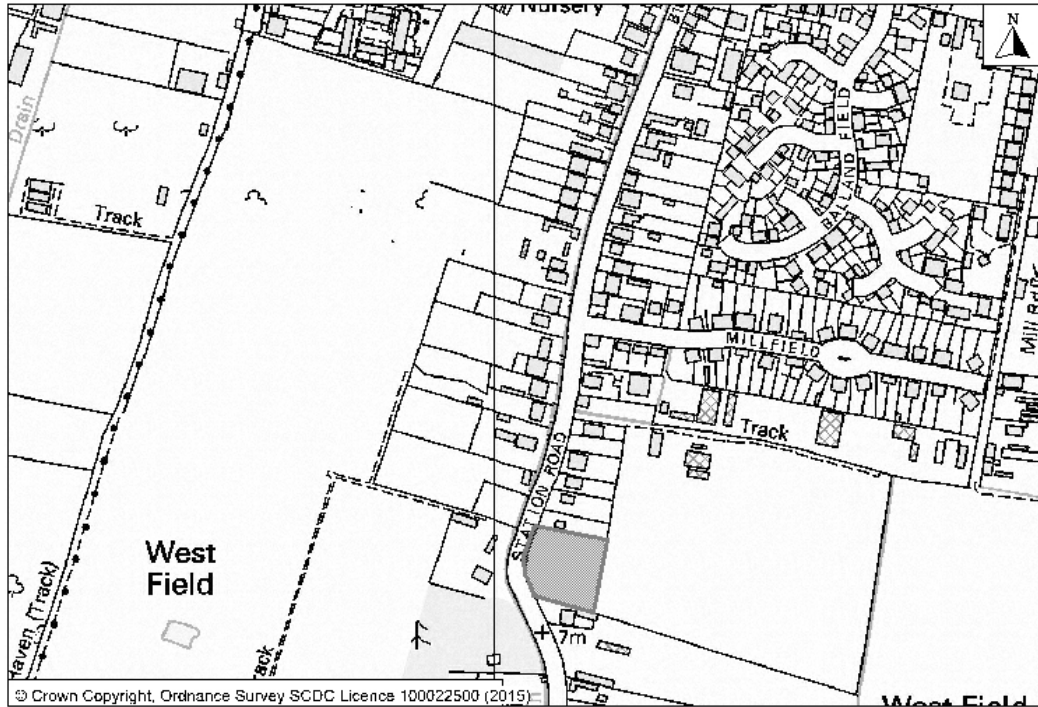 Nursery
N
Drain
Track
BALLAND FIELD
MILLFIELD
Mill Rd
Track
STATION ROAD
West
Field
Haven (Track)
7m
West Field
© Crown Copyright, Ordnance Survey SCDC Licence 100022500 (2015)